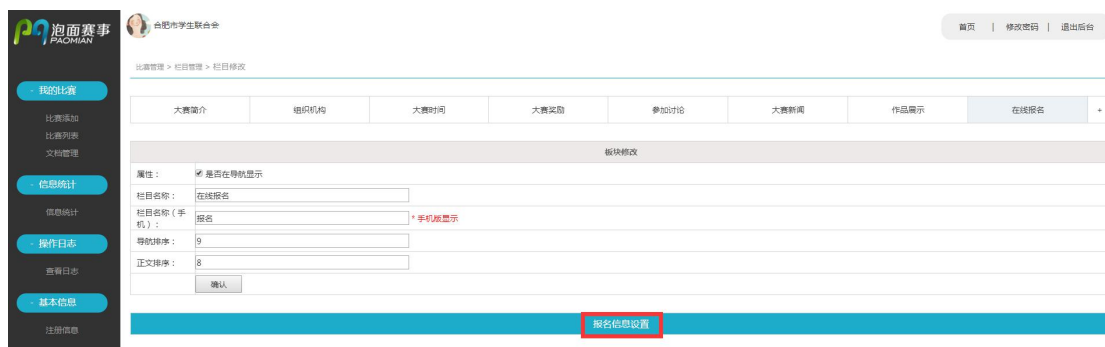 泡面赛事
PAOMIAN
合肥市学生联合会
首页 | 修改密码 | 退出后台
比赛管理 > 栏目管理 > 栏目修改
- 我的比赛
比赛添加
比赛列表
文档管理
- 信息统计
信息统计
- 操作日志
查看日志
- 基本信息
注册信息
大赛简介 组织机构 大赛时间 大赛奖励 参加讨论 大赛新闻 作品展示 在线报名 +
板块修改
属性： 是否在导航显示
栏目名称： 在线报名
栏目名称（手
机）： 报名 * 手机版显示
导航排序： 9
正文排序： 8
确认
报名信息设置